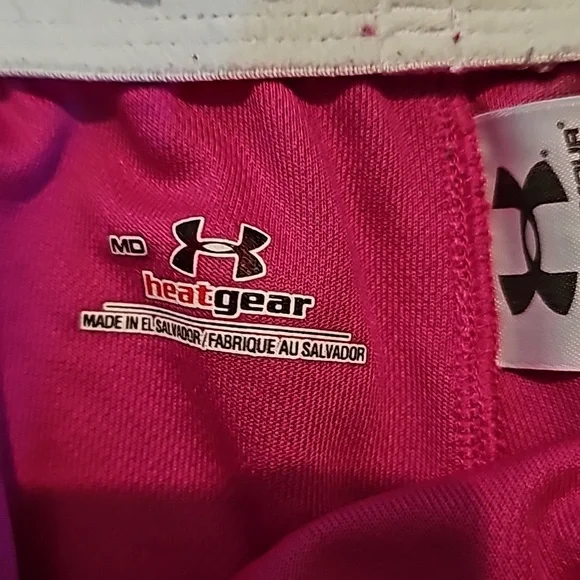 MD
heatgear
MADE IN EL SALVADOR/FABRIQUE AU SALVADOR